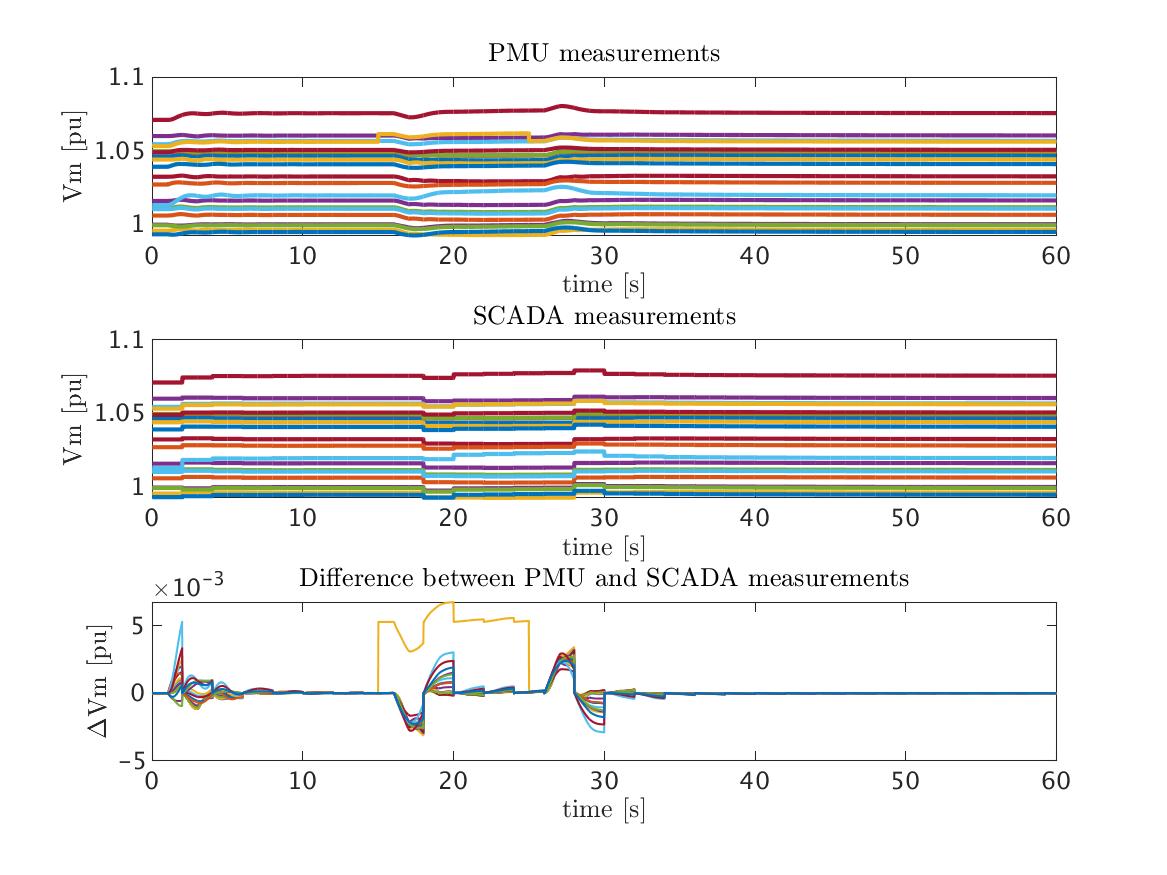 PMU measurements
1.1
1.05
1
Vm [pu]
0 10 20 30 40 50 60
time [s]
SCADA measurements
1.1
1.05
1
Vm [pu]
0 10 20 30 40 50 60
time [s]
Difference between PMU and SCADA measurements
×10⁻³
5
0
-5
ΔVm [pu]
0 10 20 30 40 50 60
time [s]